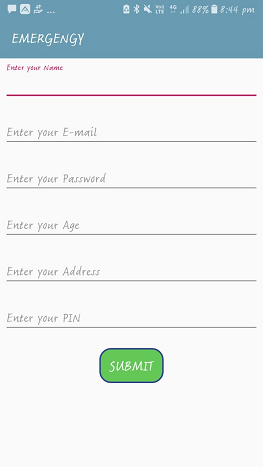 88% 8:44 pm
EMERGENGY
Enter your Name
Enter your E-mail
Enter your Password
Enter your Age
Enter your Address
Enter your PIN
SUBMIT